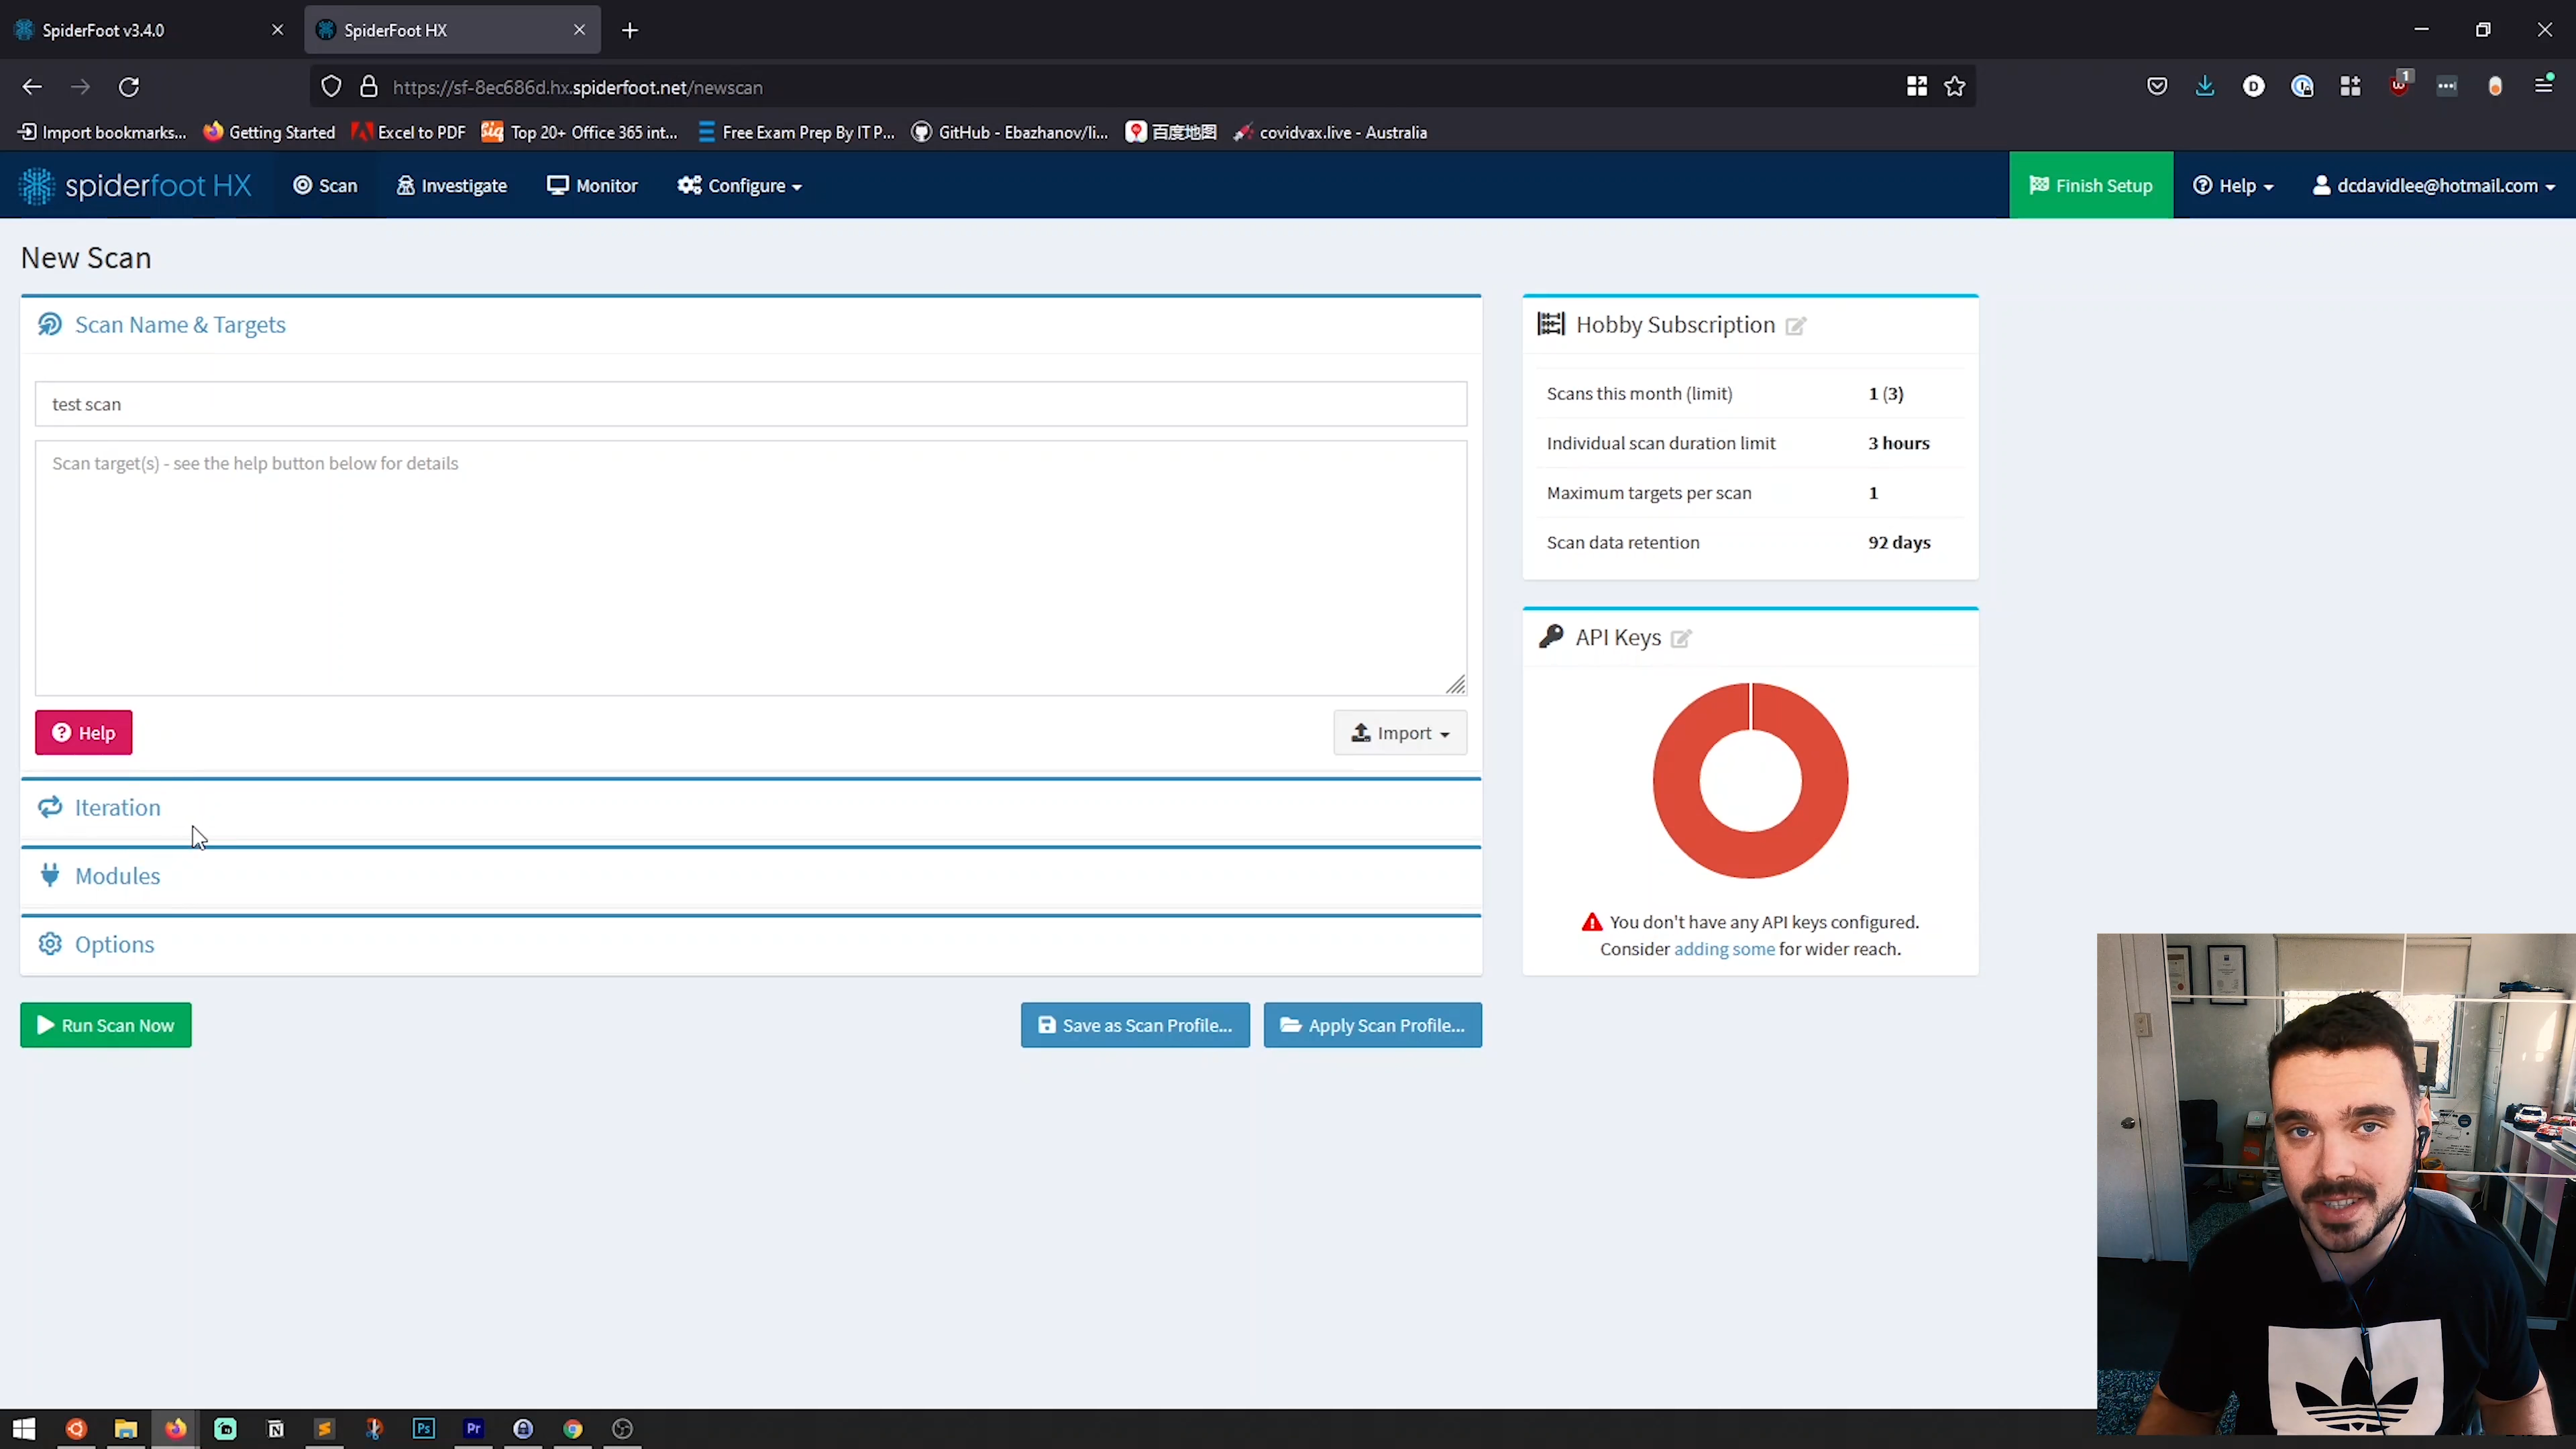 SpiderFoot v3.4.0
SpiderFoot HX
https://sf-8ec686d.hx.spiderfoot.net/newscan
1
Import bookmarks...
Getting Started
Excel to PDF
Top 20+ Office 365 int...
Free Exam Prep By IT P...
GitHub - Ebazhanov/li...
百度地图
covidvax.live - Australia
spiderfoot HX
Scan
Investigate
Monitor
Configure
Finish Setup
Help
dcdavidlee@hotmail.com
New Scan
Scan Name & Targets
test scan
Scan target(s) - see the help button below for details
Help
Import
Iteration
Modules
Options
Run Scan Now
Save as Scan Profile...
Apply Scan Profile...
Hobby Subscription
Scans this month (limit) 1 (3)
Individual scan duration limit 3 hours
Maximum targets per scan 1
Scan data retention 92 days
API Keys
You don't have any API keys configured.
Consider adding some for wider reach.
Ps
Pr